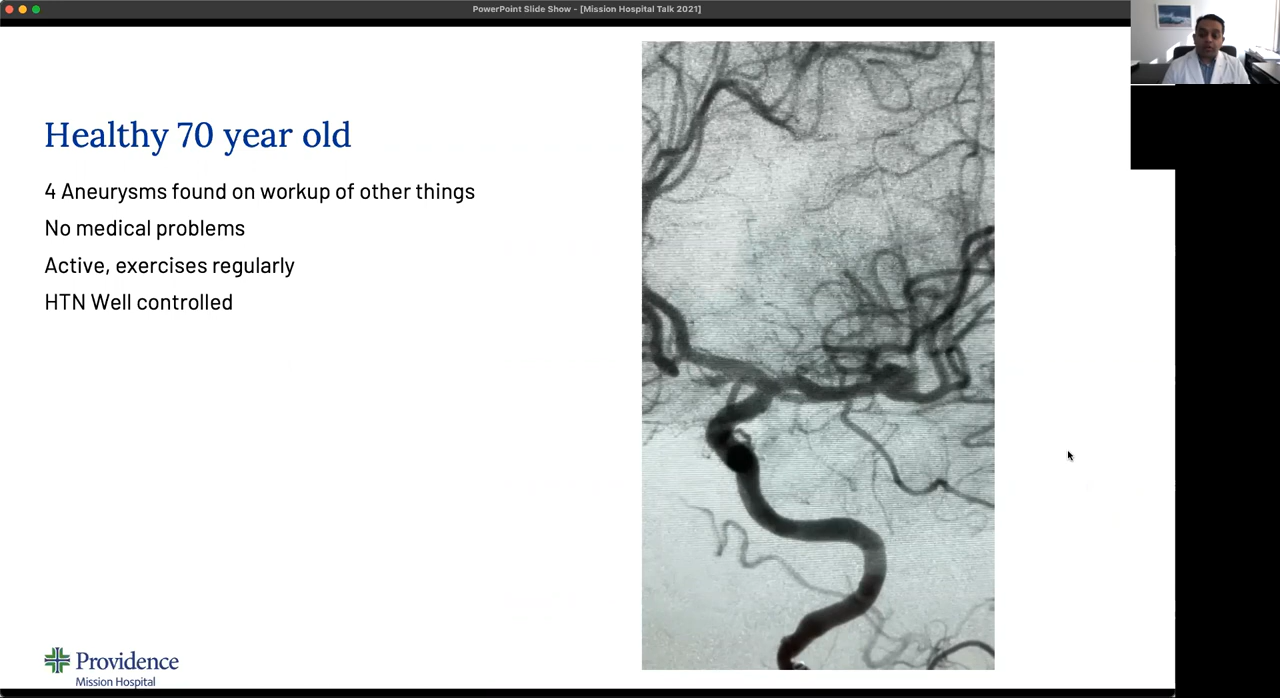 PowerPoint Slide Show - [Mission Hospital Talk 2021]
Healthy 70 year old
4 Aneurysms found on workup of other things
No medical problems
Active, exercises regularly
HTN Well controlled
Providence
Mission Hospital